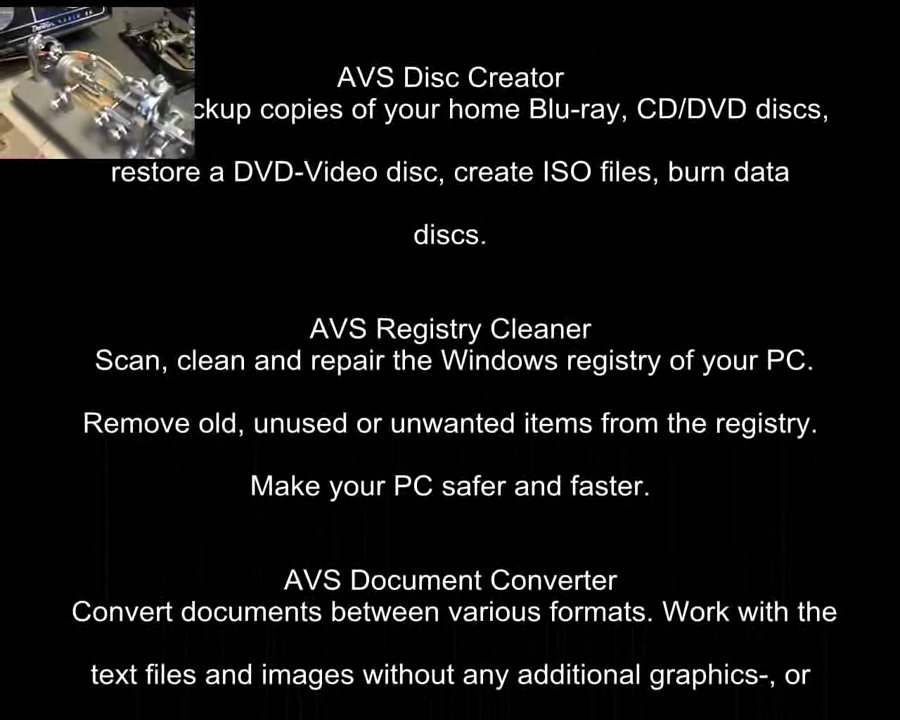 AVS Disc Creator
copies of your home Blu-ray, CD/DVD discs,
restore a DVD-Video disc, create ISO files, burn data
discs.
AVS Registry Cleaner
Scan, clean and repair the Windows registry of your PC.
Remove old, unused or unwanted items from the registry.
Make your PC safer and faster.
AVS Document Converter
Convert documents between various formats. Work with the
text files and images without any additional graphics-, or